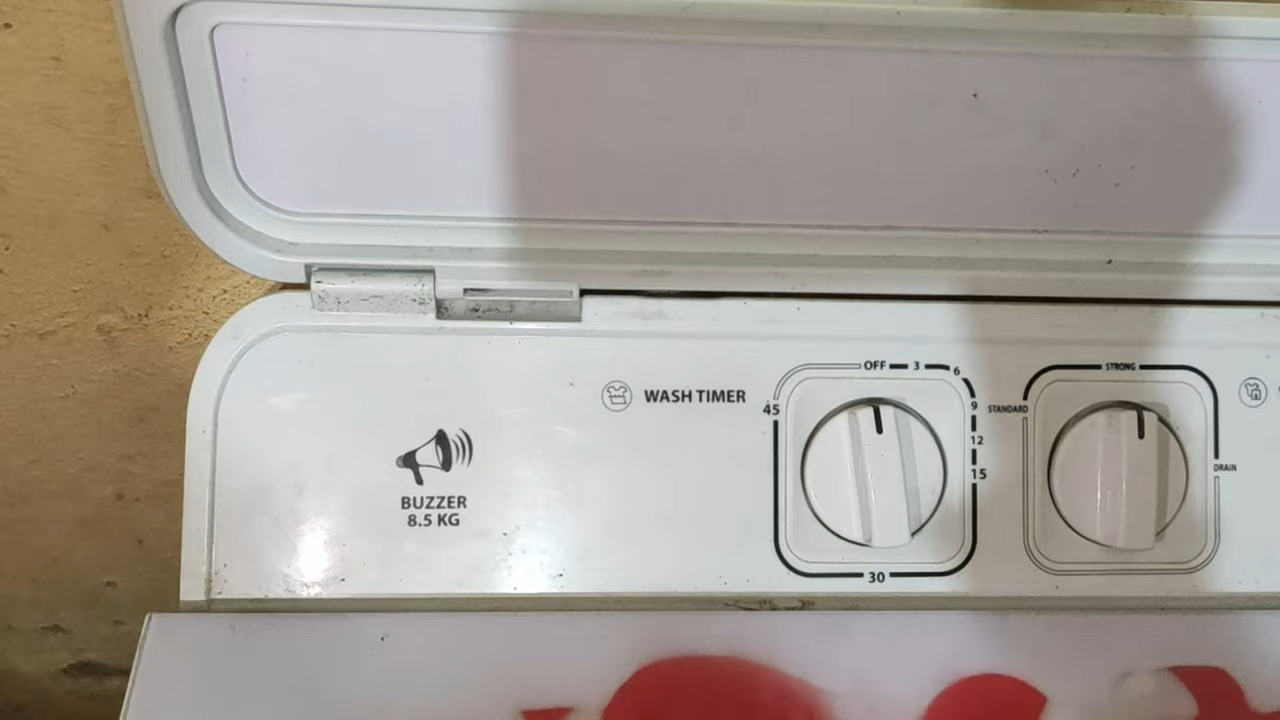 WASH TIMER
OFF
3
6
9
12
15
30
45
STRONG
STANDARD
DRAIN
BUZZER
8.5 KG